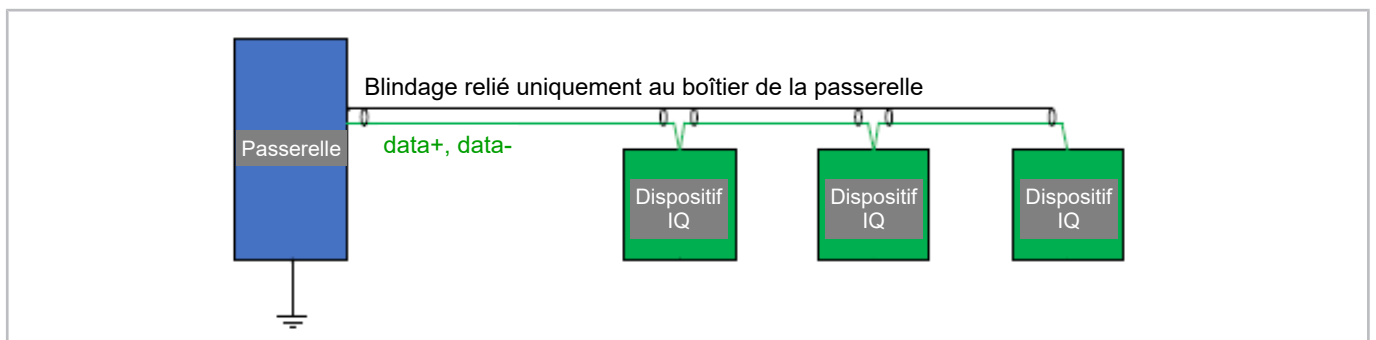 Blindage relié uniquement au boîtier de la passerelle
Passerelle
data+, data-
Dispositif
IQ
Dispositif
IQ
Dispositif
IQ